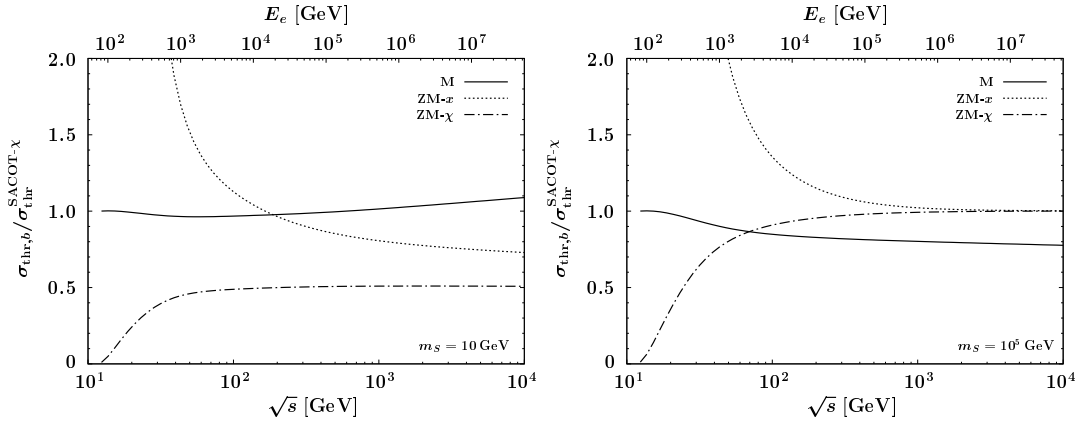 E_e [GeV]
10^2 10^3 10^4 10^5 10^6 10^7
2.0
1.5
1.0
0.5
0
σ_thr,b/σ_thr^SACOT-χ
M
ZM-x
ZM-χ
m_S = 10 GeV
10^1 10^2 10^3 10^4
√s [GeV]
E_e [GeV]
10^2 10^3 10^4 10^5 10^6 10^7
2.0
1.5
1.0
0.5
0
σ_thr,b/σ_thr^SACOT-χ
M
ZM-x
ZM-χ
m_S = 10^5 GeV
10^1 10^2 10^3 10^4
√s [GeV]